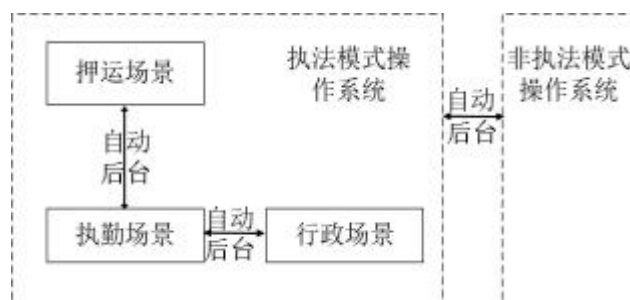 押运场景
执法模式操
作系统
非执法模式
操作系统
自动
后台
自动
后台
执勤场景
自动
后台
行政场景